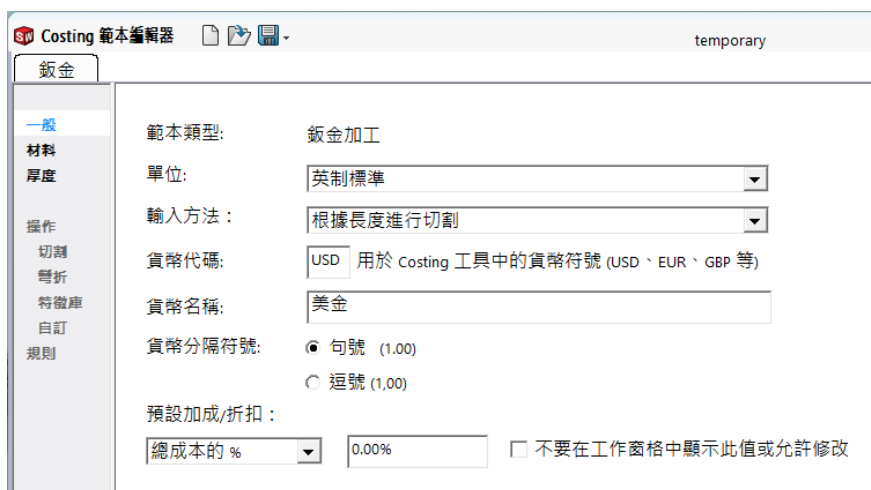 SW Costing 範本編輯器
temporary
鈑金
一般
材料
厚度
操作
切割
彎折
特徵庫
自訂
規則
範本類型: 鈑金加工
單位: 英制標準
輸入方法： 根據長度進行切割
貨幣代碼: USD 用於 Costing 工具中的貨幣符號 (USD、EUR、GBP 等)
貨幣名稱: 美金
貨幣分隔符號: 句號 (1.00)
逗號 (1,00)
預設加成/折扣：
總成本的 % 0.00% 不要在工作窗格中顯示此值或允許修改